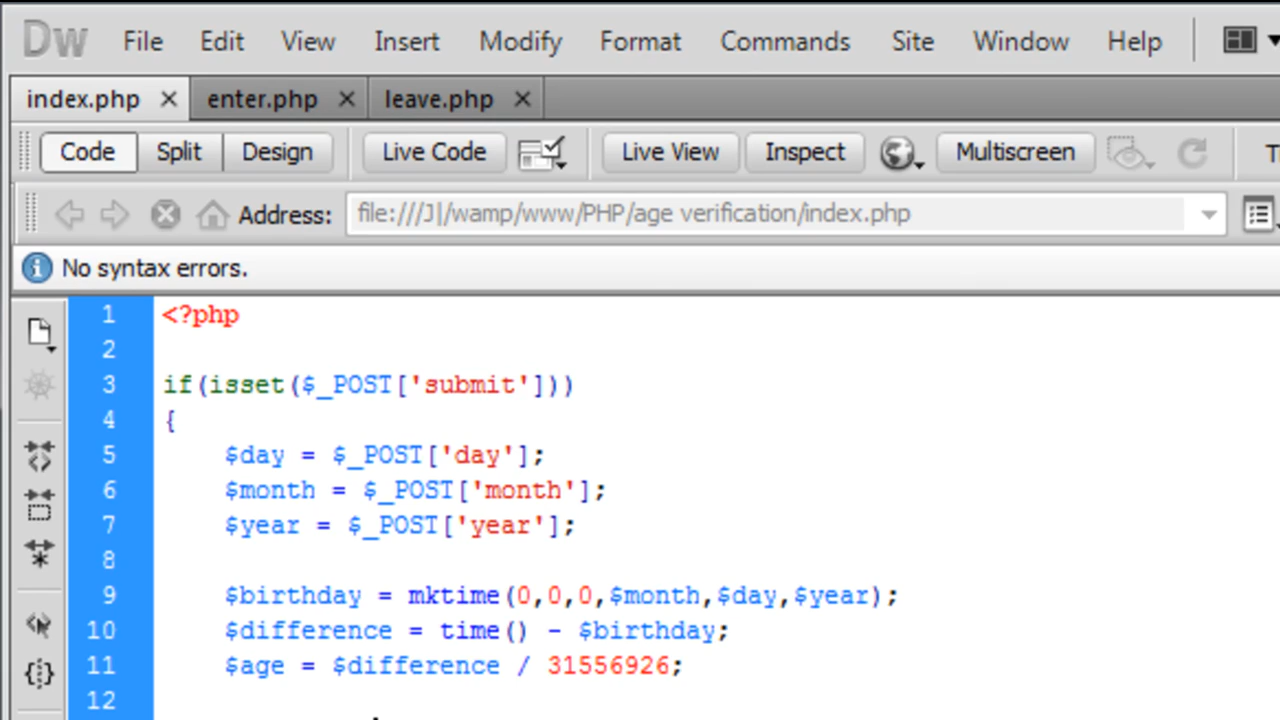 Dw File Edit View Insert Modify Format Commands Site Window Help
index.php enter.php leave.php
Code Split Design Live Code Live View Inspect Multiscreen
Address: file:///J|/wamp/www/PHP/age verification/index.php
No syntax errors.
1 <?php
2
3 if(isset($_POST['submit']))
4 {
5 $day = $_POST['day'];
6 $month = $_POST['month'];
7 $year = $_POST['year'];
8
9 $birthday = mktime(0,0,0,$month,$day,$year);
10 $difference = time() - $birthday;
11 $age = $difference / 31556926;
12